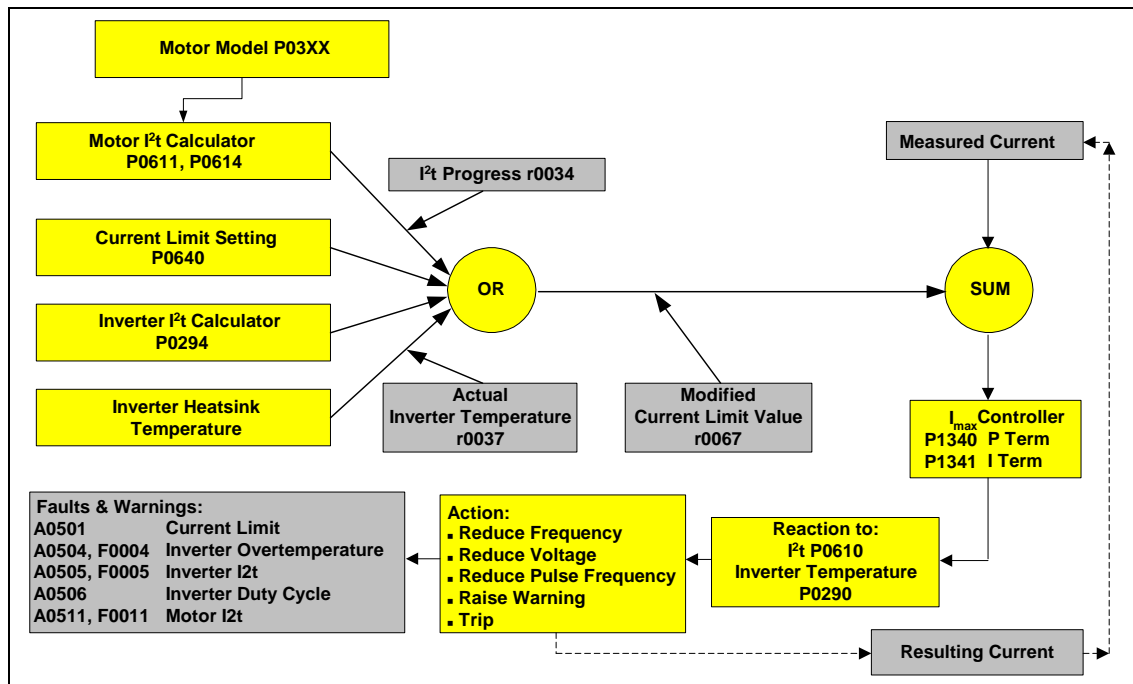 Motor Model P03XX
Motor I²t Calculator
P0611, P0614
I²t Progress r0034
Measured Current
Current Limit Setting
P0640
OR
SUM
Inverter I²t Calculator
P0294
Inverter Heatsink
Temperature
Actual
Inverter Temperature
r0037
Modified
Current Limit Value
r0067
Imax Controller
P1340 P Term
P1341 I Term
Faults & Warnings:
A0501 Current Limit
A0504, F0004 Inverter Overtemperature
A0505, F0005 Inverter I2t
A0506 Inverter Duty Cycle
A0511, F0011 Motor I2t
Action:
▪ Reduce Frequency
▪ Reduce Voltage
▪ Reduce Pulse Frequency
▪ Raise Warning
▪ Trip
Reaction to:
I²t P0610
Inverter Temperature
P0290
Resulting Current